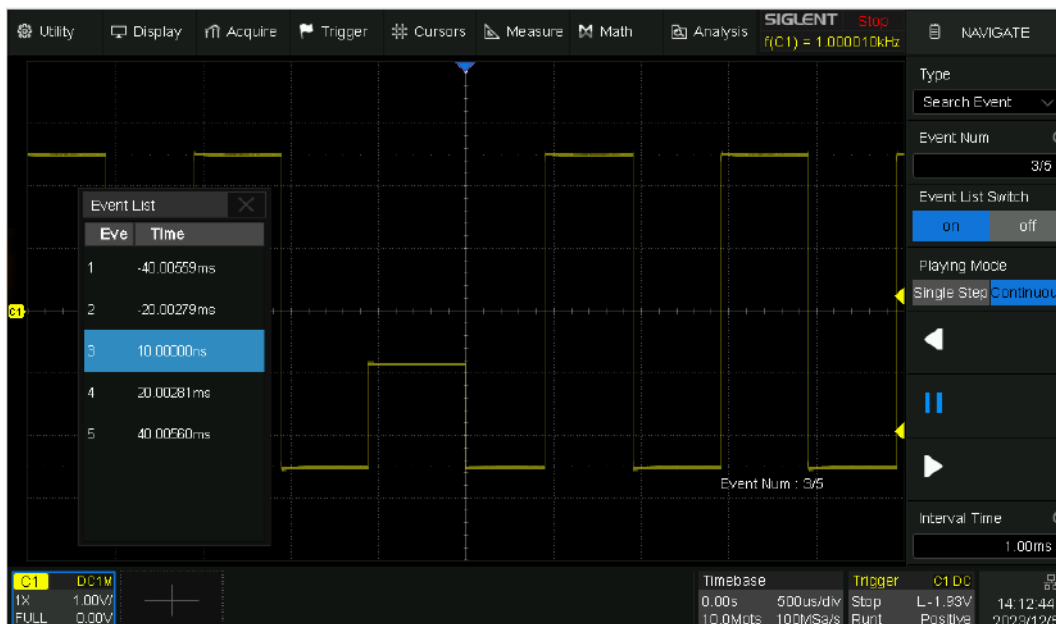 Utility Display Acquire Trigger Cursors Measure Math Analysis
SIGLENT Stop
f(C1) = 1.000010kHz
NAVIGATE
Type
Search Event
Event Num
3/5
Event List Switch
on off
Playing Mode
Single Step Continuou
Interval Time
1.00ms
Event List
Eve Time
1 -40.00559ms
2 -20.00279ms
3 10.00000ns
4 20.00281ms
5 40.00560ms
C1
Event Num : 3/5
C1 DC1M
1X 1.00V/
FULL 0.00V
Timebase
0.00s 500us/div
10.0Mpts 100MSa/s
Trigger C1 DC
Stop L -1.93V
Runt Positive
14:12:44